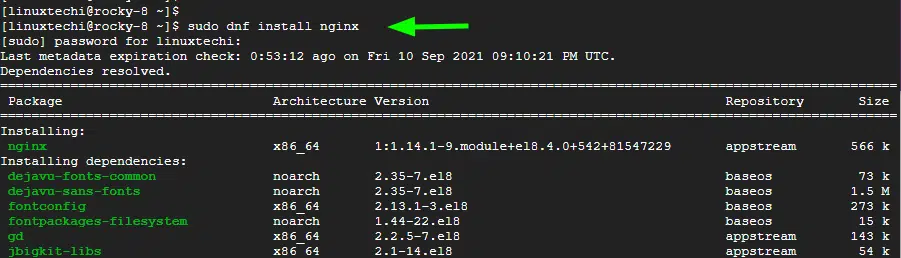 [linuxtechi@rocky-8 ~]$
[linuxtechi@rocky-8 ~]$ sudo dnf install nginx
[sudo] password for linuxtechi:
Last metadata expiration check: 0:53:12 ago on Fri 10 Sep 2021 09:10:21 PM UTC.
Dependencies resolved.
================================================================================================================
Package Architecture Version Repository Size
================================================================================================================
Installing:
nginx x86_64 1:1.14.1-9.module+el8.4.0+542+81547229 appstream 566 k
Installing dependencies:
dejavu-fonts-common noarch 2.35-7.el8 baseos 73 k
dejavu-sans-fonts noarch 2.35-7.el8 baseos 1.5 M
fontconfig x86_64 2.13.1-3.el8 baseos 273 k
fontpackages-filesystem noarch 1.44-22.el8 baseos 15 k
gd x86_64 2.2.5-7.el8 appstream 143 k
jbigkit-libs x86_64 2.1-14.el8 appstream 54 k